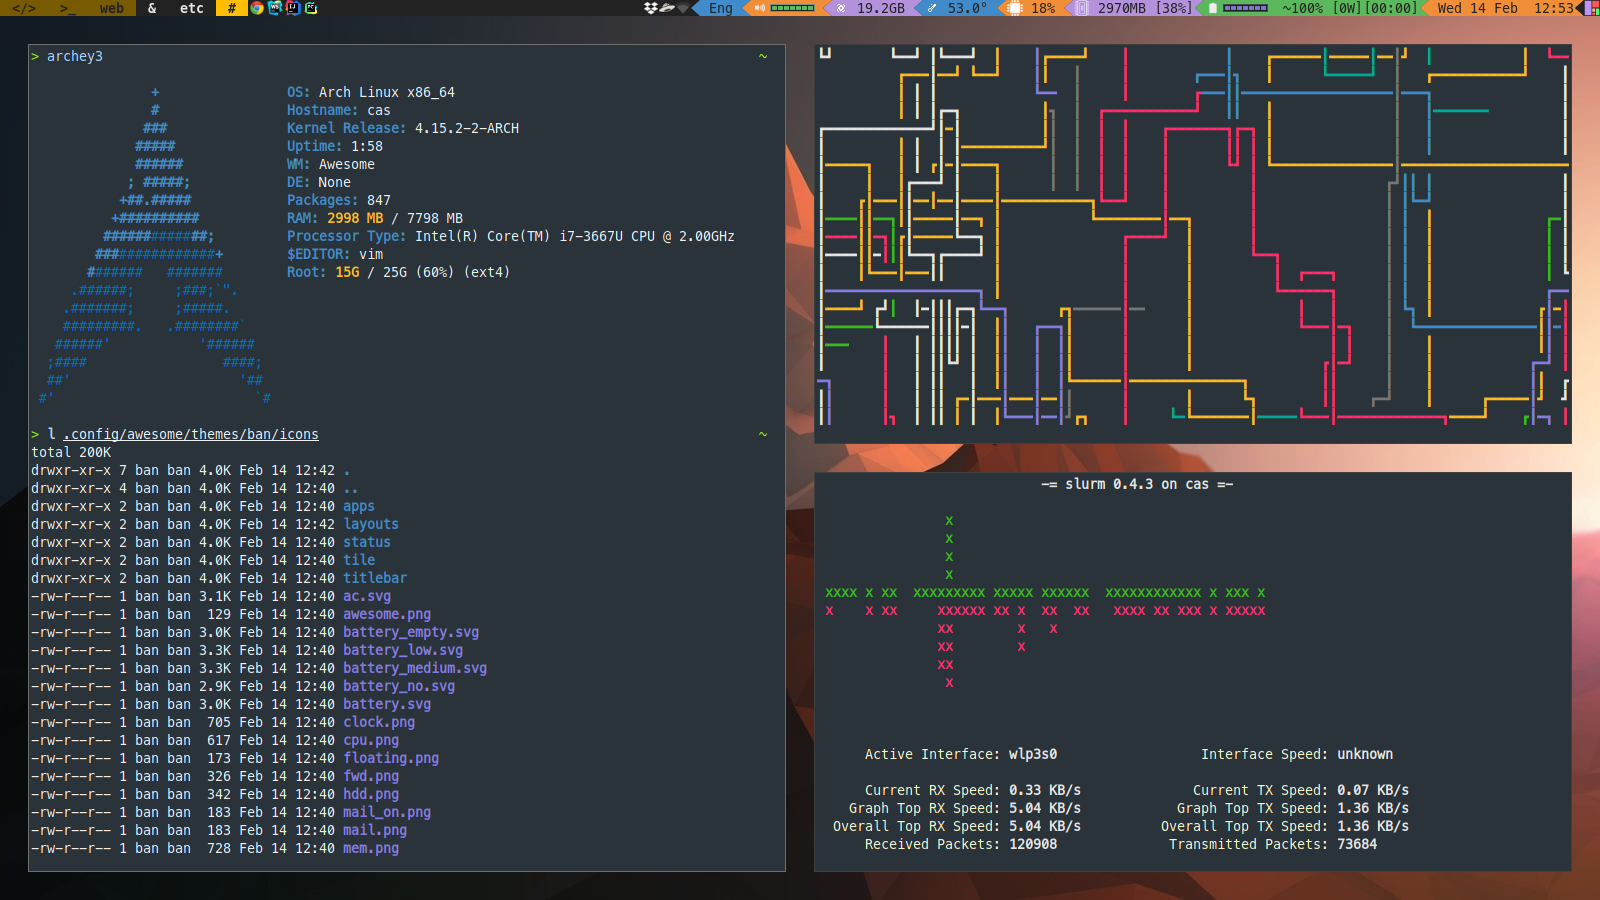 </> >_ web & etc # Eng 19.2GB 53.0° 18% 2970MB [38%] ~100% [0W][00:00] Wed 14 Feb 12:53
> archey3 ~
+
#
###
#####
######
; #####;
+##.#####
+##########
#############;
###############+
####### #######
.######; ;###;`".
.#######; ;#####.
#########. .########`
######' '######
;#### ####;
##' '##
#' `#
OS: Arch Linux x86_64
Hostname: cas
Kernel Release: 4.15.2-2-ARCH
Uptime: 1:58
WM: Awesome
DE: None
Packages: 847
RAM: 2998 MB / 7798 MB
Processor Type: Intel(R) Core(TM) i7-3667U CPU @ 2.00GHz
$EDITOR: vim
Root: 15G / 25G (60%) (ext4)
> l .config/awesome/themes/ban/icons ~
total 200K
drwxr-xr-x 7 ban ban 4.0K Feb 14 12:42 .
drwxr-xr-x 4 ban ban 4.0K Feb 14 12:40 ..
drwxr-xr-x 2 ban ban 4.0K Feb 14 12:40 apps
drwxr-xr-x 2 ban ban 4.0K Feb 14 12:42 layouts
drwxr-xr-x 2 ban ban 4.0K Feb 14 12:40 status
drwxr-xr-x 2 ban ban 4.0K Feb 14 12:40 tile
drwxr-xr-x 2 ban ban 4.0K Feb 14 12:40 titlebar
-rw-r--r-- 1 ban ban 3.1K Feb 14 12:40 ac.svg
-rw-r--r-- 1 ban ban 129 Feb 14 12:40 awesome.png
-rw-r--r-- 1 ban ban 3.0K Feb 14 12:40 battery_empty.svg
-rw-r--r-- 1 ban ban 3.3K Feb 14 12:40 battery_low.svg
-rw-r--r-- 1 ban ban 3.3K Feb 14 12:40 battery_medium.svg
-rw-r--r-- 1 ban ban 2.9K Feb 14 12:40 battery_no.svg
-rw-r--r-- 1 ban ban 3.0K Feb 14 12:40 battery.svg
-rw-r--r-- 1 ban ban 705 Feb 14 12:40 clock.png
-rw-r--r-- 1 ban ban 617 Feb 14 12:40 cpu.png
-rw-r--r-- 1 ban ban 173 Feb 14 12:40 floating.png
-rw-r--r-- 1 ban ban 326 Feb 14 12:40 fwd.png
-rw-r--r-- 1 ban ban 342 Feb 14 12:40 hdd.png
-rw-r--r-- 1 ban ban 183 Feb 14 12:40 mail_on.png
-rw-r--r-- 1 ban ban 183 Feb 14 12:40 mail.png
-rw-r--r-- 1 ban ban 728 Feb 14 12:40 mem.png
-= slurm 0.4.3 on cas =-
x
x
x
x
xxxx x xx xxxxxxxxx xxxxx xxxxxx xxxxxxxxxxxx x xxx x
x x xx xxxxxx xx x xx xx xxxx xx xxx x xxxxx
xx x x
xx x
xx
x
Active Interface: wlp3s0 Interface Speed: unknown
Current RX Speed: 0.33 KB/s Current TX Speed: 0.07 KB/s
Graph Top RX Speed: 5.04 KB/s Graph Top TX Speed: 1.36 KB/s
Overall Top RX Speed: 5.04 KB/s Overall Top TX Speed: 1.36 KB/s
Received Packets: 120908 Transmitted Packets: 73684